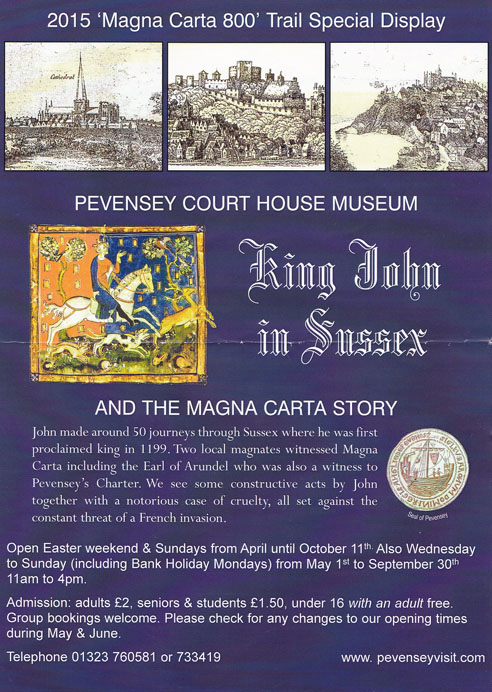 2015 ‘Magna Carta 800’ Trail Special Display
Cathedral
PEVENSEY COURT HOUSE MUSEUM
King John
in Sussex
AND THE MAGNA CARTA STORY
John made around 50 journeys through Sussex where he was first
proclaimed king in 1199. Two local magnates witnessed Magna
Carta including the Earl of Arundel who was also a witness to
Pevensey’s Charter. We see some constructive acts by John
together with a notorious case of cruelty, all set against the
constant threat of a French invasion.
Seal of Pevensey
Open Easter weekend & Sundays from April until October 11th. Also Wednesday
to Sunday (including Bank Holiday Mondays) from May 1st to September 30th
11am to 4pm.
Admission: adults £2, seniors & students £1.50, under 16 with an adult free.
Group bookings welcome. Please check for any changes to our opening times
during May & June.
Telephone 01323 760581 or 733419
www. pevenseyvisit.com